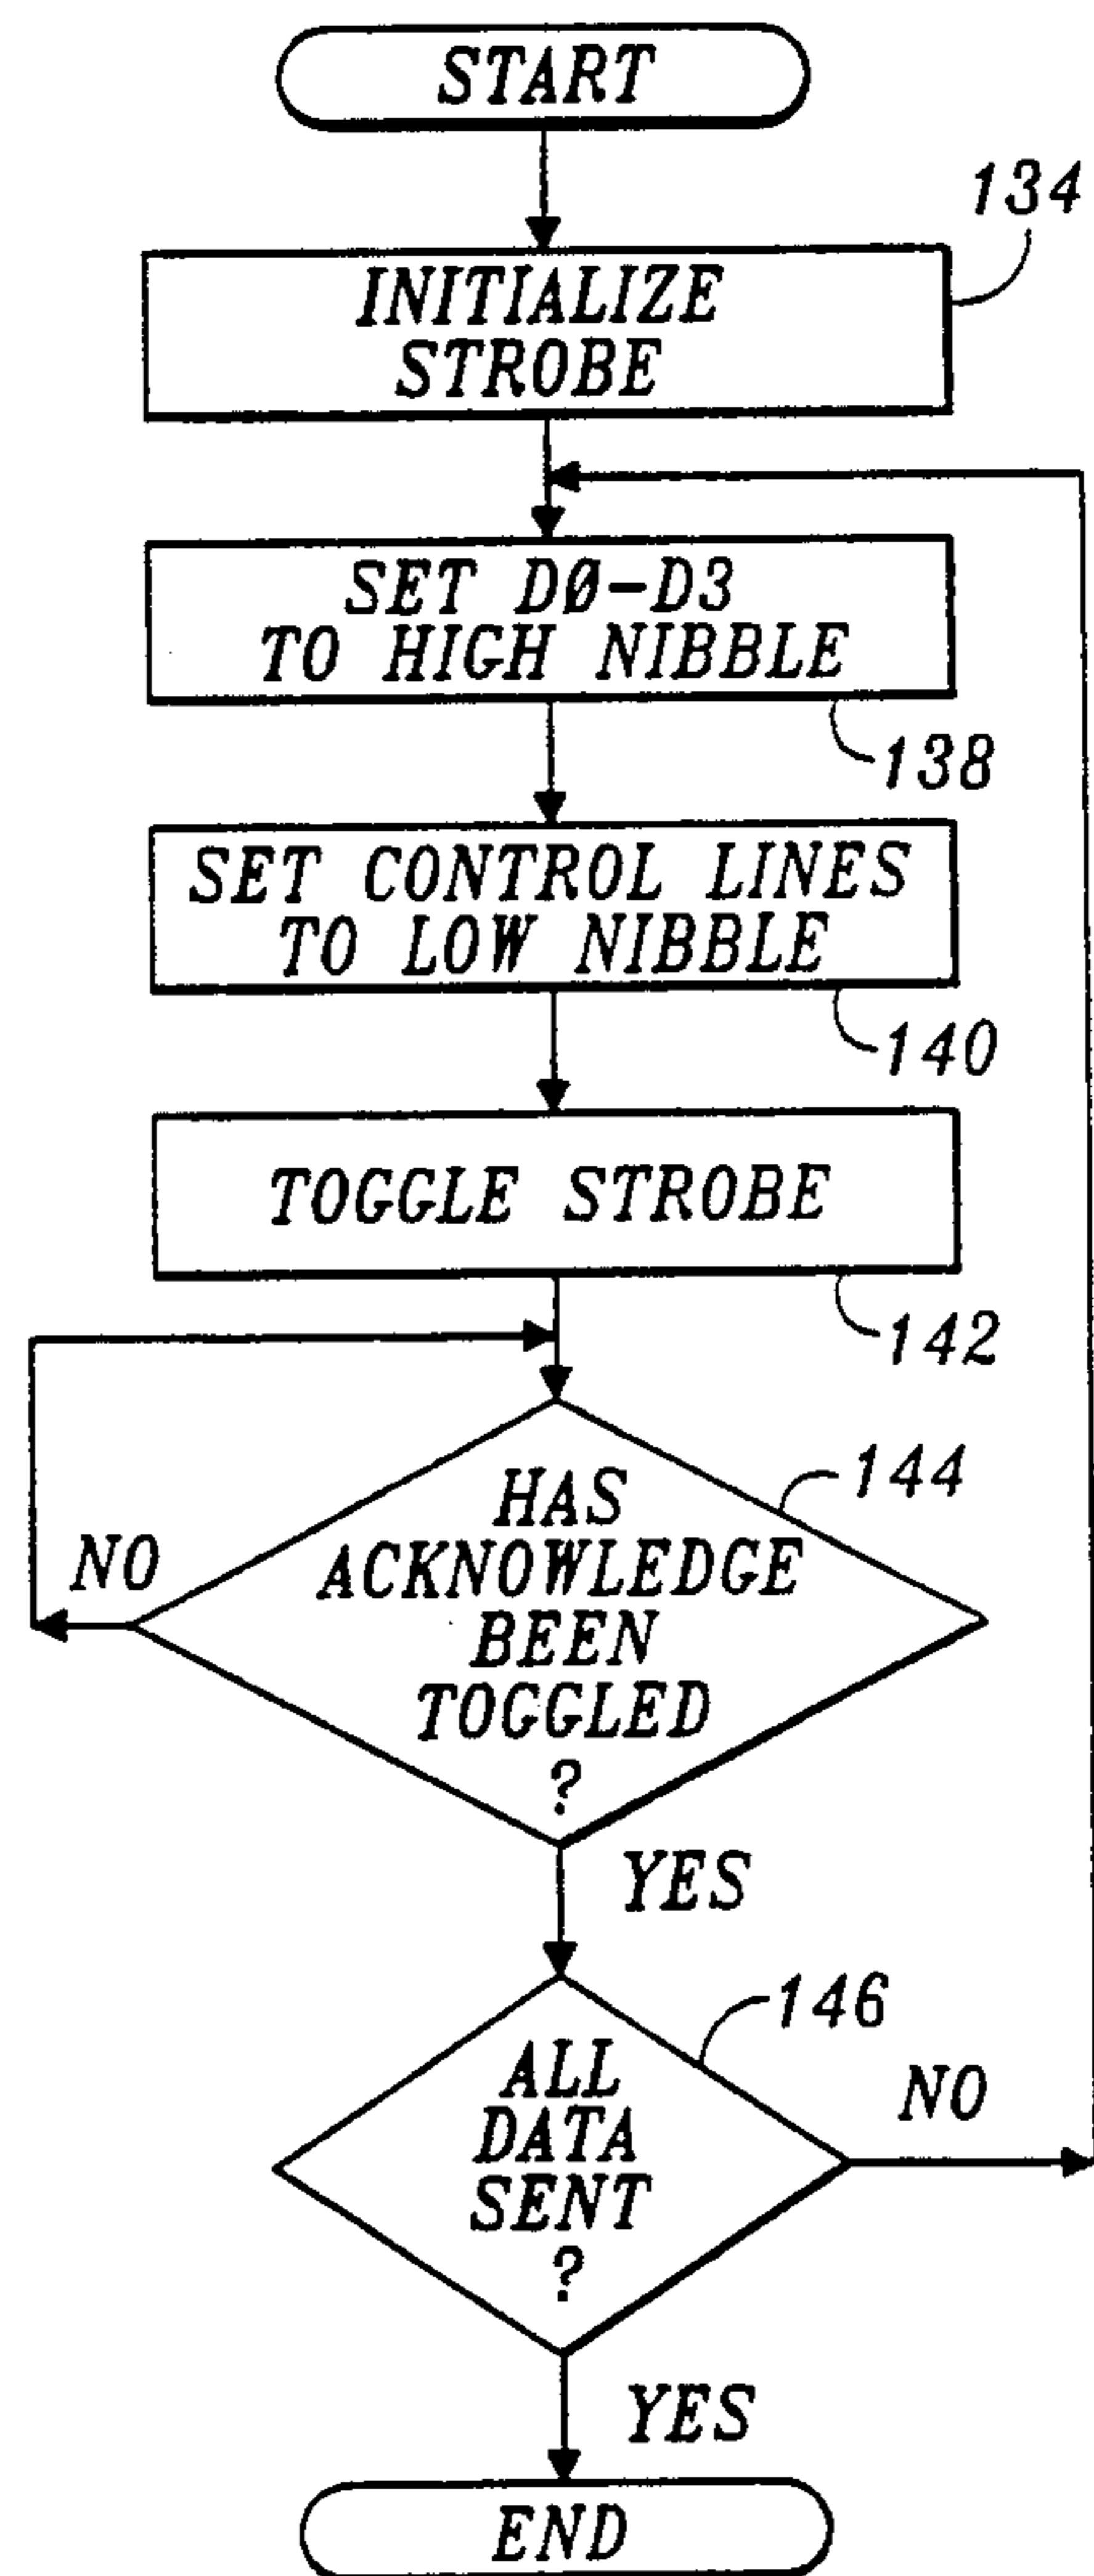 START
134
INITIALIZE
STROBE
SET DØ-D3
TO HIGH NIBBLE
138
SET CONTROL LINES
TO LOW NIBBLE
140
TOGGLE STROBE
142
144
HAS
ACKNOWLEDGE
BEEN
TOGGLED
?
NO
YES
146
ALL
DATA
SENT
?
NO
YES
END